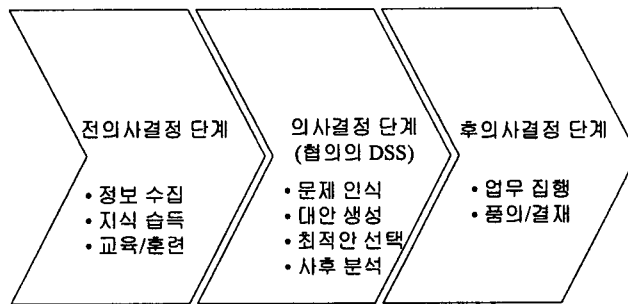 전의사결정 단계
• 정보 수집
• 지식 습득
• 교육/훈련
의사결정 단계
(협의의 DSS)
• 문제 인식
• 대안 생성
• 최적안 선택
• 사후 분석
후의사결정 단계
• 업무 집행
• 품의/결재